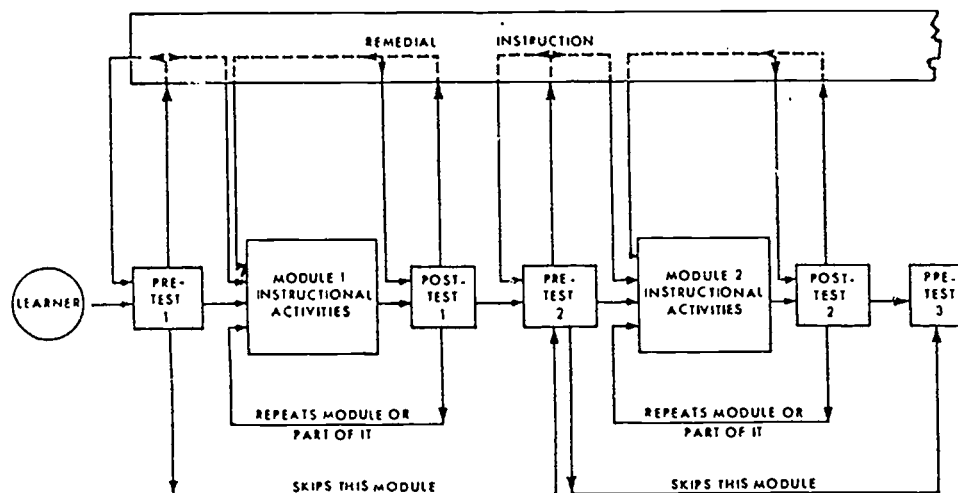 REMEDIAL INSTRUCTION
LEARNER
PRE-
TEST
1
MODULE 1
INSTRUCTIONAL
ACTIVITIES
POST-
TEST
1
PRE-
TEST
2
MODULE 2
INSTRUCTIONAL
ACTIVITIES
POST-
TEST
2
PRE-
TEST
3
REPEATS MODULE OR
PART OF IT
REPEATS MODULE OR
PART OF IT
SKIPS THIS MODULE
SKIPS THIS MODULE